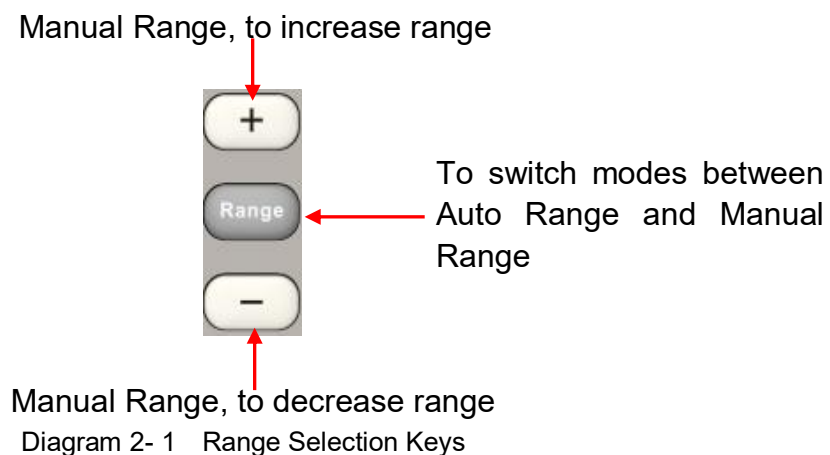 Manual Range, to increase range
+
Range
To switch modes between
Auto Range and Manual
Range
−
Manual Range, to decrease range
Diagram 2- 1 Range Selection Keys